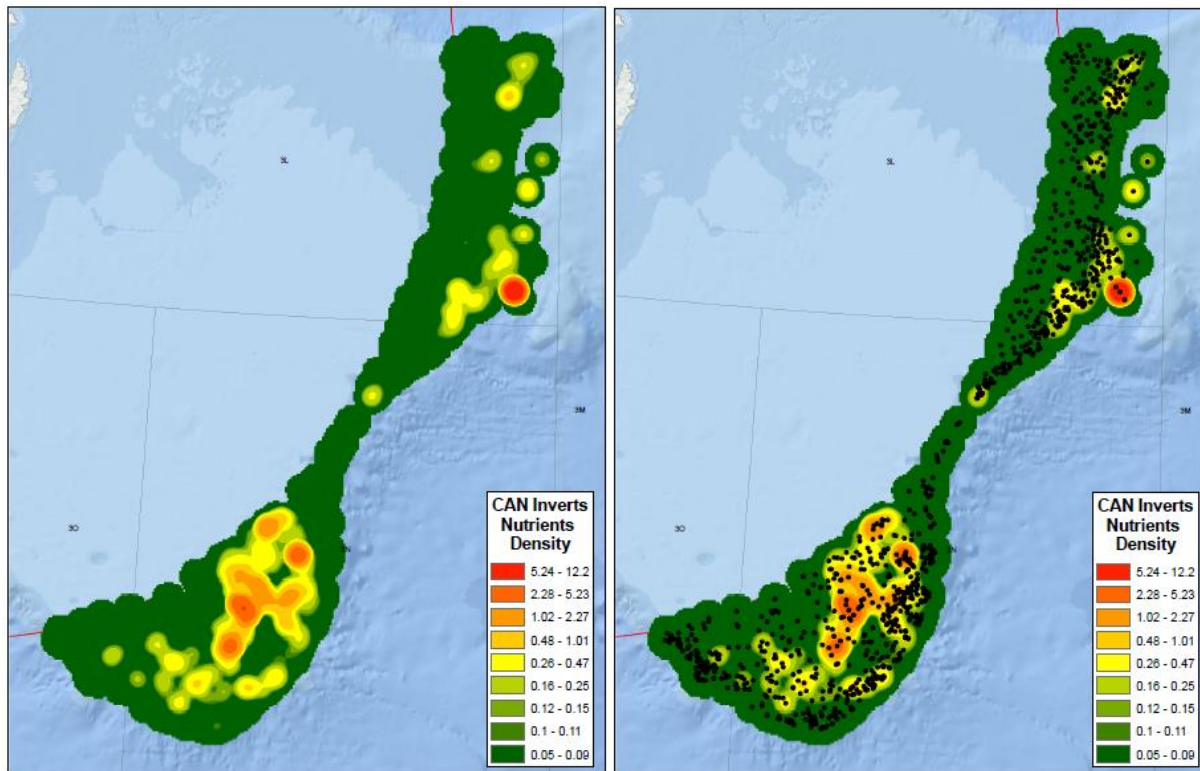 3L
3M
3O
3N
CAN Inverts
Nutrients
Density
5.24 - 12.2
2.28 - 5.23
1.02 - 2.27
0.48 - 1.01
0.26 - 0.47
0.16 - 0.25
0.12 - 0.15
0.1 - 0.11
0.05 - 0.09
3L
3M
3O
3N
CAN Inverts
Nutrients
Density
5.24 - 12.2
2.28 - 5.23
1.02 - 2.27
0.48 - 1.01
0.26 - 0.47
0.16 - 0.25
0.12 - 0.15
0.1 - 0.11
0.05 - 0.09